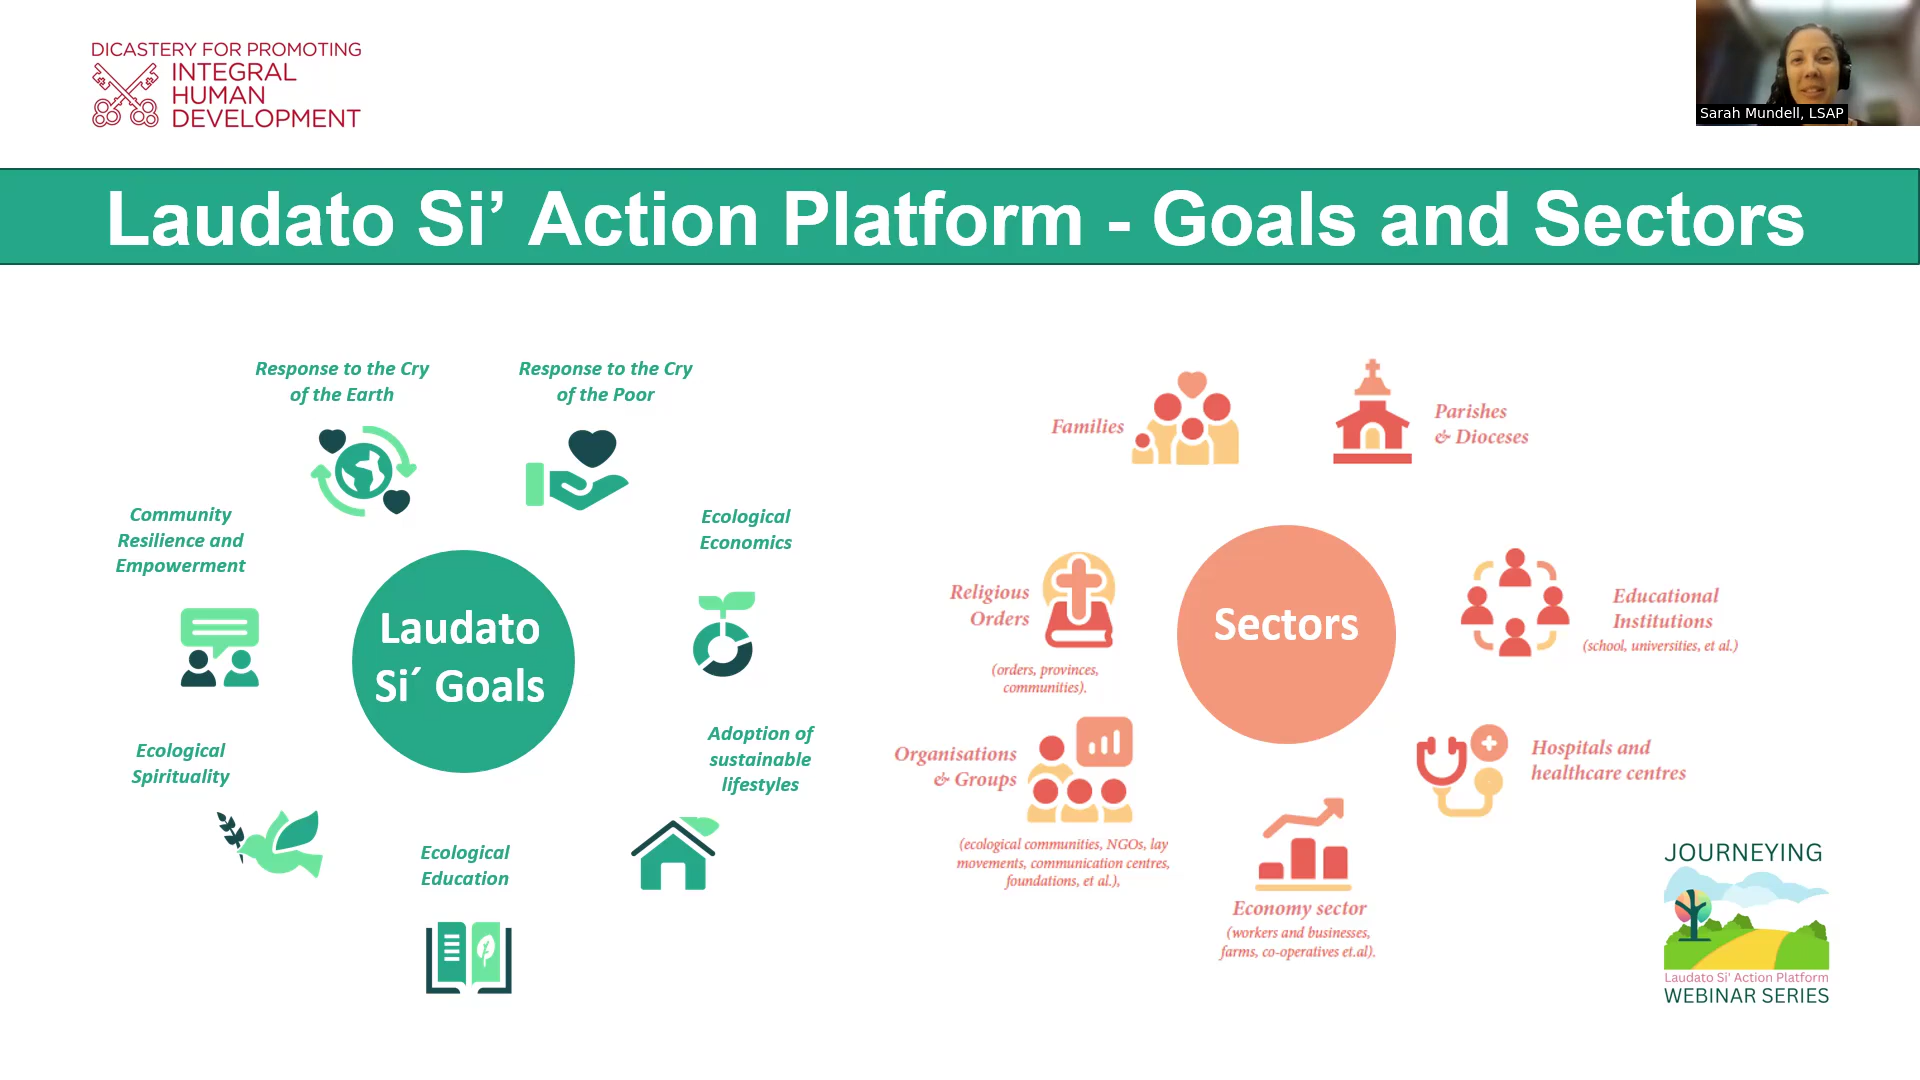 DICASTERY FOR PROMOTING
INTEGRAL
HUMAN
DEVELOPMENT
Sarah Mundell, LSAP
Laudato Si’ Action Platform - Goals and Sectors
Response to the Cry
of the Earth
Response to the Cry
of the Poor
Community
Resilience and
Empowerment
Ecological
Economics
Laudato
Si´ Goals
Ecological
Spirituality
Adoption of
sustainable
lifestyles
Ecological
Education
Families
Parishes
& Dioceses
Religious
Orders
(orders, provinces,
communities).
Sectors
Educational
Institutions
(school, universities, et al.)
Organisations
& Groups
(ecological communities, NGOs, lay
movements, communication centres,
foundations, et al.),
Hospitals and
healthcare centres
Economy sector
(workers and businesses,
farms, co-operatives et.al).
JOURNEYING
Laudato Si' Action Platform
WEBINAR SERIES